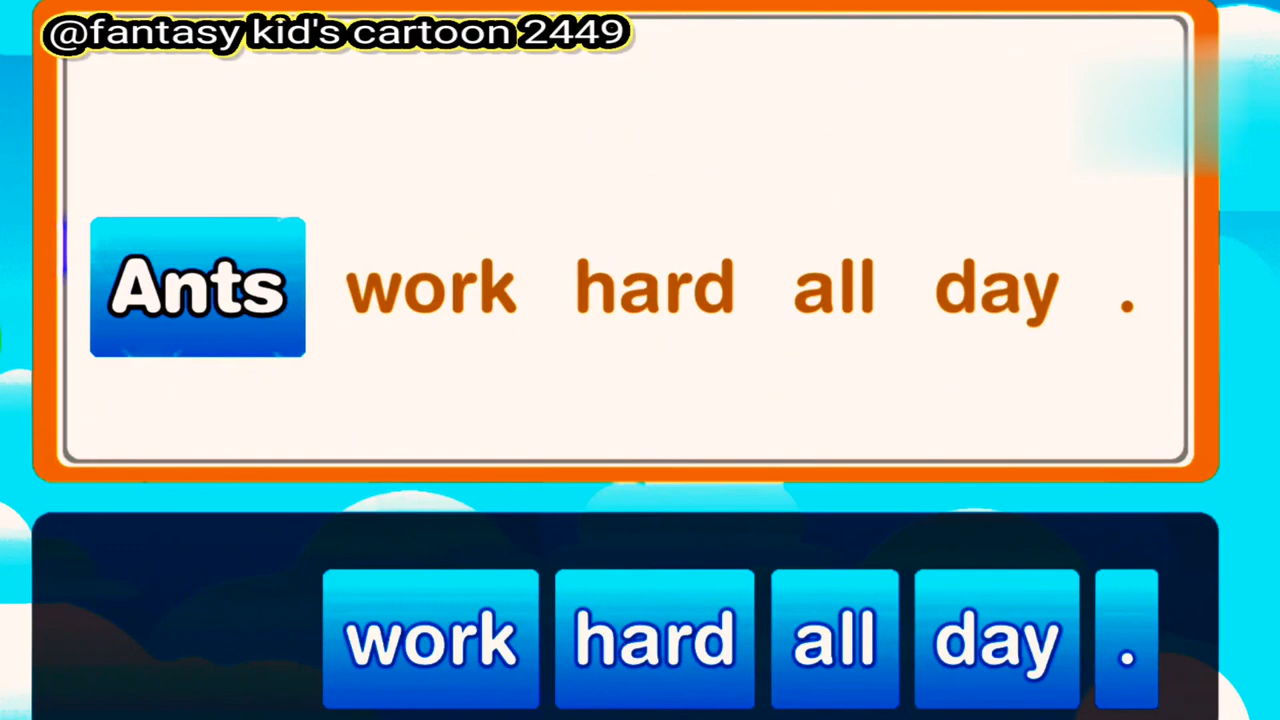 @fantasy kid's cartoon 2449
Ants work hard all day .
work hard all day .